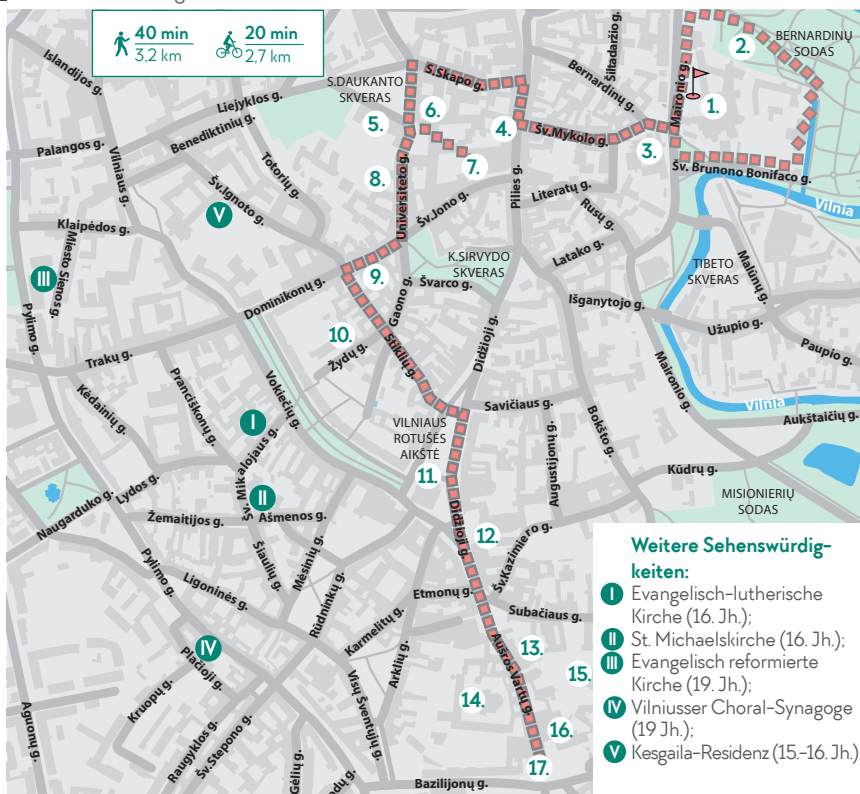 40 min
3,2 km
20 min
2,7 km
BERNARDINŲ
SODAS
2.
Islandijos g.
Šiltadaržio g.
Maironio g.
S.DAUKANTO
SKVERAS
S.Skapo g.
Bernardinų g.
1.
Liejyklos g.
6.
5.
4.
Benediktinių g.
Šv.Mykolo g.
3.
Palangos g.
Vilniaus g.
Totorių g.
7.
8.
Šv. Brunono Bonifaco g.
Universiteto g.
Pilies g.
Šv.Ignoto g.
Literatų g.
Vilnia
V
Šv.Jono g.
Rusų g.
Klaipėdos g.
Miesto Sienos g.
K.SIRVYDO
SKVERAS
Latako g.
TIBETO
SKVERAS
Malūnų g.
III
9.
Švarco g.
Dominikonų g.
Gaono g.
Išganytojo g.
Pylimo g.
Užupio g.
10.
Stiklių g.
Didžioji g.
Žydų g.
Paupio g.
Trakų g.
Kėdainių g.
Pranciškonų g.
Vokiečių g.
Maironio g.
Savičiaus g.
Vilnia
Bokšto g.
Aukštaičių g.
I
VILNIAUS
ROTUŠĖS
AIKŠTĖ
Augustijonų g.
Šv. Mikalojaus g.
11.
Kūdrų g.
Lydos g.
II
MISIONIERIŲ
SODAS
Naugarduko g.
Žemaitijos g.
Ašmenos g.
Didžioji g.
12.
Šv.Kazimiero g.
Šiaulių g.
Mėsinių g.
Pylimo g.
Ligoninės g.
Rūdninkų g.
Etmonų g.
Subačiaus g.
Karmelitų g.
Arklių g.
13.
IV
Plačioji g.
Aušros Vartų g.
15.
Kruopų g.
Visų Šventųjų g.
14.
Aguonų g.
16.
Raugyklos g.
Šv.Stepono g.
17.
Gėlių g.
Bazilijonų g.
Weitere Sehenswürdig-
keiten:
I Evangelisch-lutherische
Kirche (16. Jh.);
II St. Michaelskirche (16. Jh.);
III Evangelisch reformierte
Kirche (19. Jh.);
IV Vilniusser Choral-Synagoge
(19 Jh.);
V Kesgaila-Residenz (15.-16. Jh.)